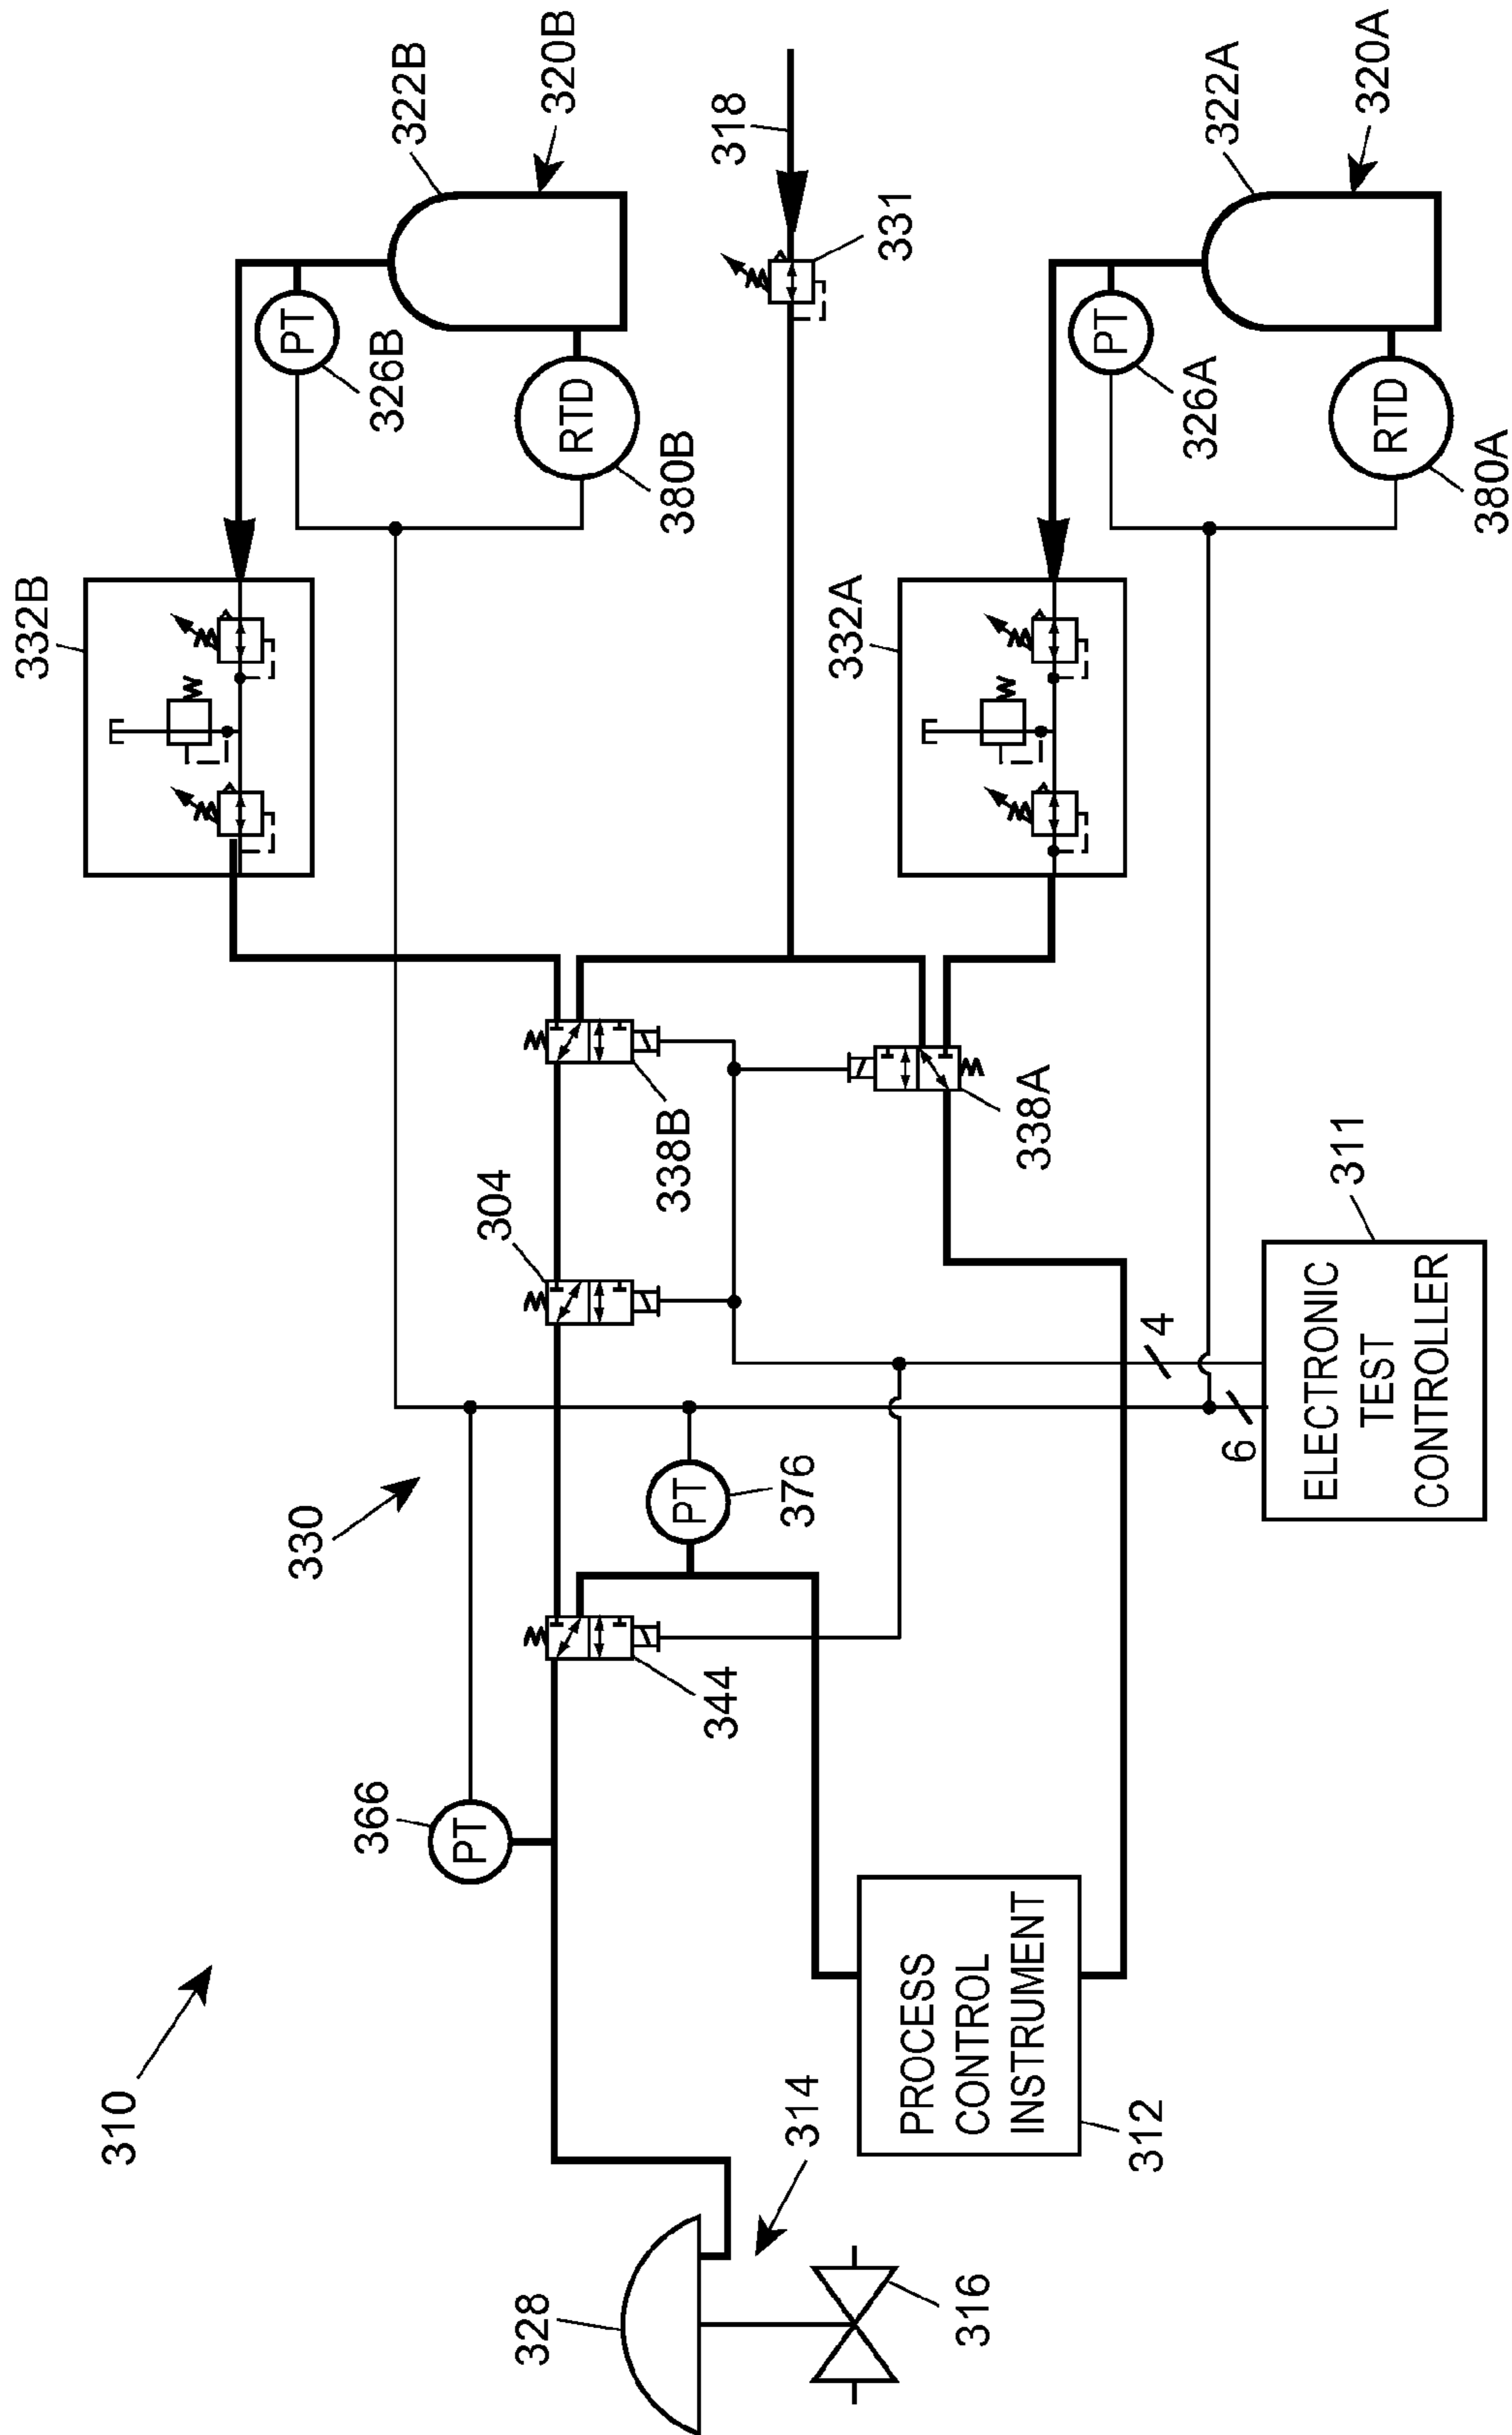 310
330
332B
322B
320B
PT
326B
RTD
380B
318
331
366
PT
344
304
338B
PT
376
328
314
316
PROCESS
CONTROL
INSTRUMENT
312
338A
332A
322A
320A
PT
326A
RTD
380A
6
4
ELECTRONIC
TEST
CONTROLLER
311